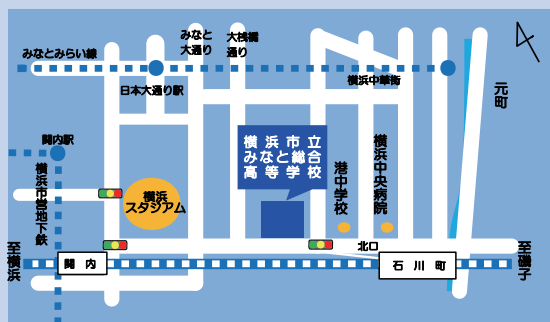 みなとみらい線
みなと
大通り
大桟橋
通り
日本大通り駅
横浜中華街
元町
関内駅
横浜市営地下鉄
横浜
スタジアム
横浜市立
みなと総合
高等学校
港中学校
横浜中央病院
北口
至横浜
関内
石川町
至磯子